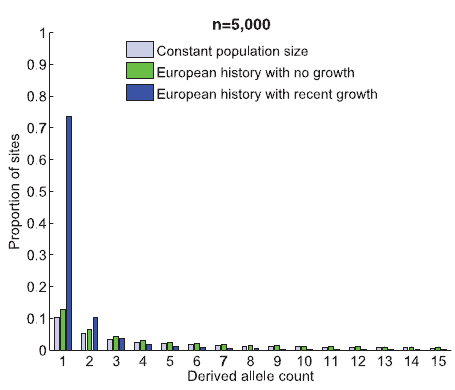 n=5,000
Constant population size
European history with no growth
European history with recent growth
Proportion of sites
1
0.9
0.8
0.7
0.6
0.5
0.4
0.3
0.2
0.1
0
1 2 3 4 5 6 7 8 9 10 11 12 13 14 15
Derived allele count